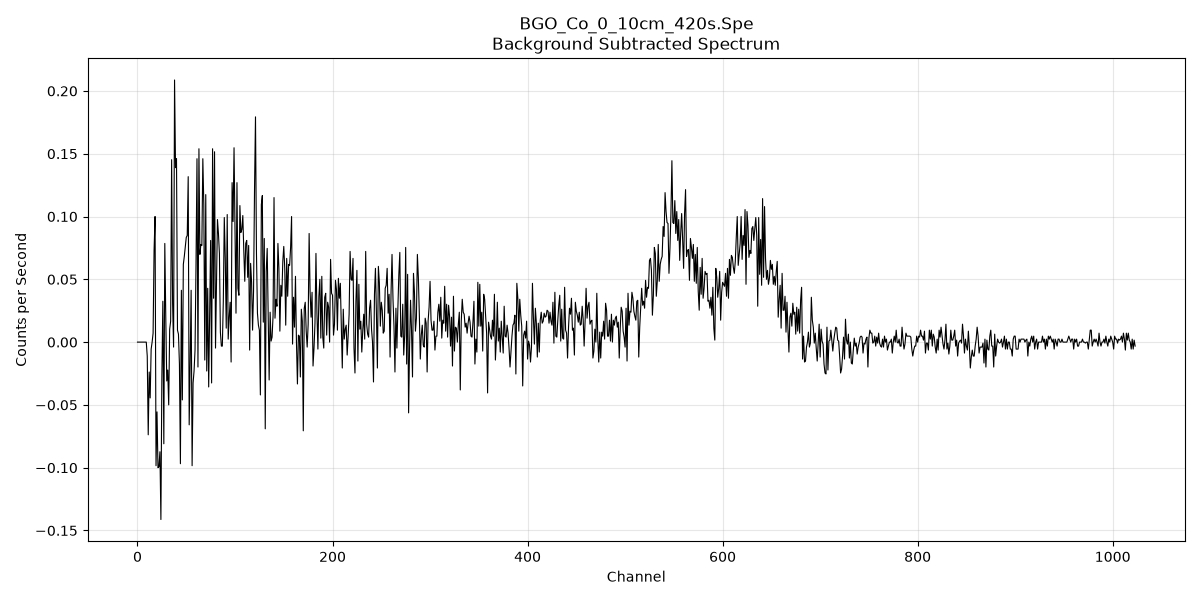 BGO_Co_0_10cm_420s.Spe
Background Subtracted Spectrum
Counts per Second
0.20
0.15
0.10
0.05
0.00
−0.05
−0.10
−0.15
0 200 400 600 800 1000
Channel